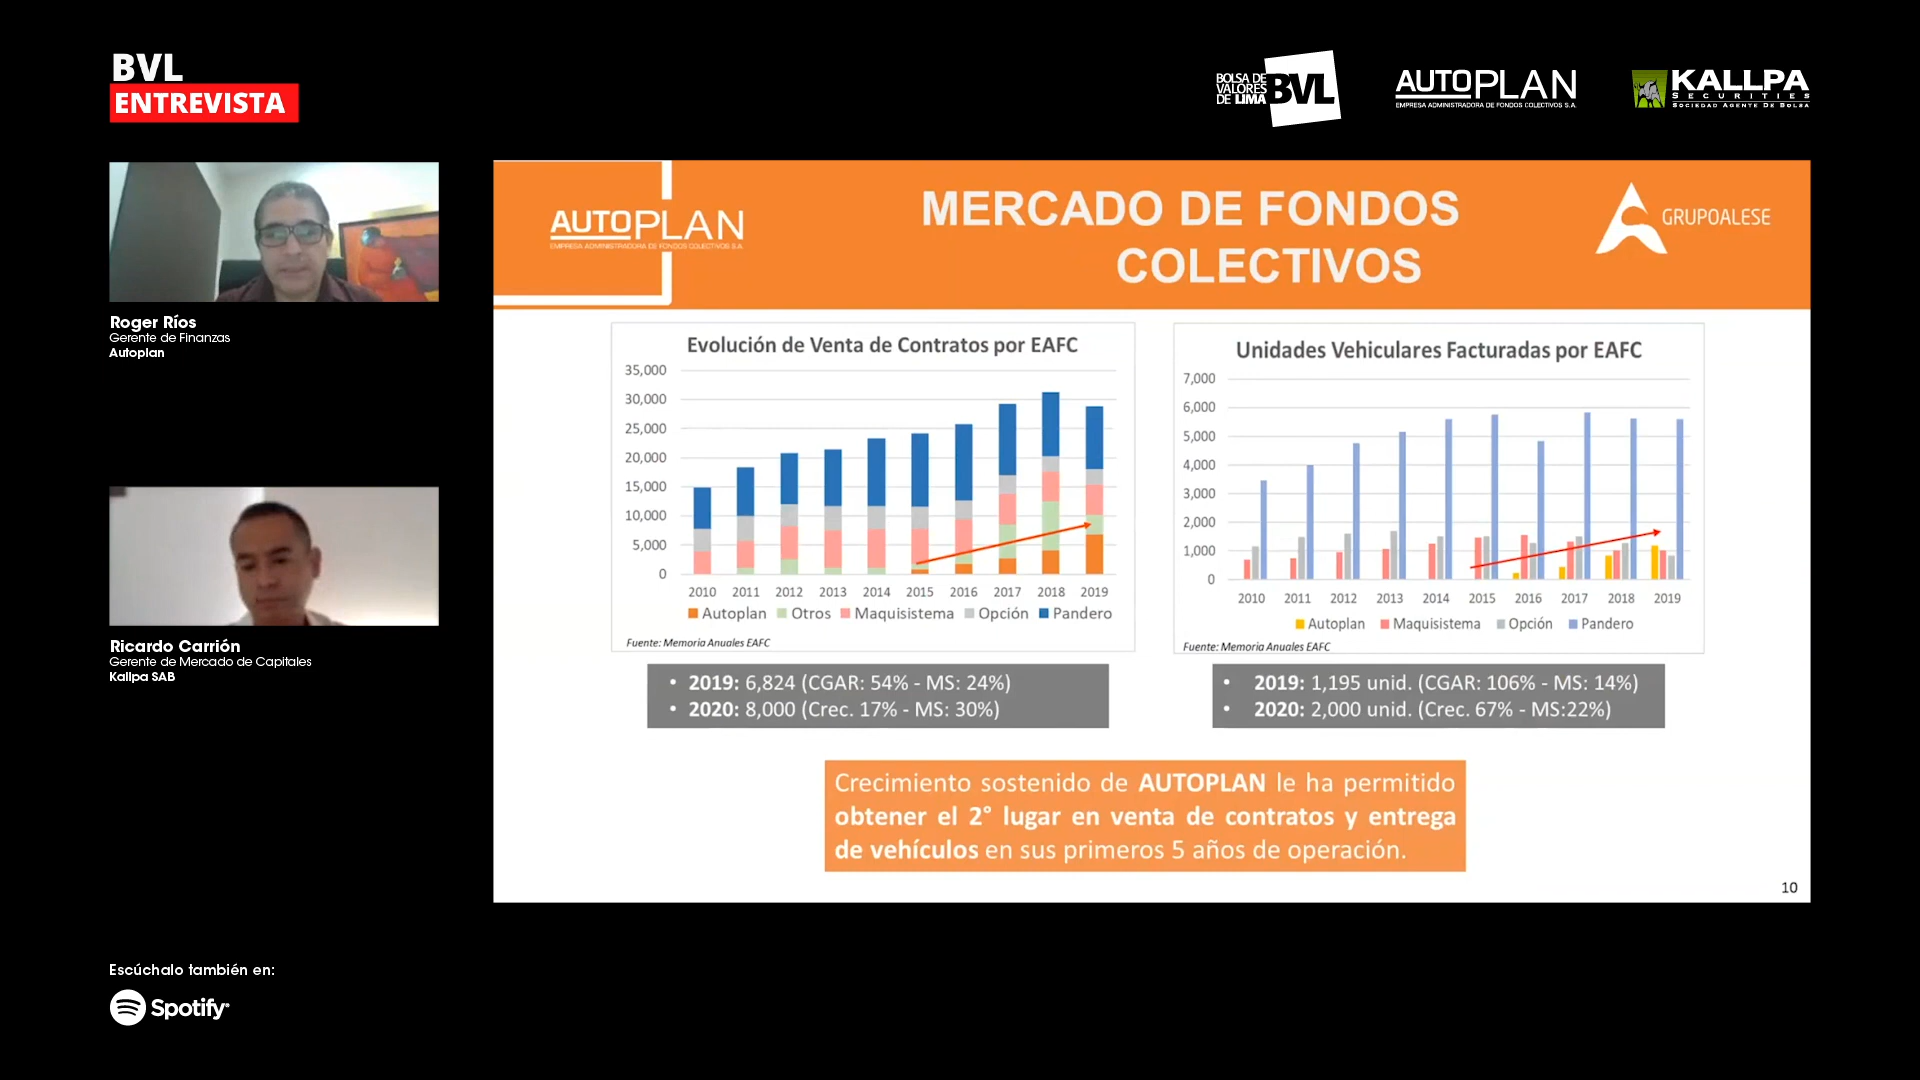 BVL
ENTREVISTA
BOLSA DE
VALORES
DE LIMA
BVL
AUTOPLAN
EMPRESA ADMINISTRADORA DE FONDOS COLECTIVOS S.A.
KALLPA
SECURITIES
SOCIEDAD AGENTE DE BOLSA
Roger Ríos
Gerente de Finanzas
Autoplan
Ricardo Carrión
Gerente de Mercado de Capitales
Kallpa SAB
Escúchalo también en:
Spotify
AUTOPLAN
EMPRESA ADMINISTRADORA DE FONDOS COLECTIVOS S.A.
MERCADO DE FONDOS
COLECTIVOS
GRUPOALESE
Evolución de Venta de Contratos por EAFC
35,000
30,000
25,000
20,000
15,000
10,000
5,000
0
2010 2011 2012 2013 2014 2015 2016 2017 2018 2019
Autoplan Otros Maquisistema Opción Pandero
Fuente: Memoria Anuales EAFC
• 2019: 6,824 (CGAR: 54% - MS: 24%)
• 2020: 8,000 (Crec. 17% - MS: 30%)
Unidades Vehiculares Facturadas por EAFC
7,000
6,000
5,000
4,000
3,000
2,000
1,000
0
2010 2011 2012 2013 2014 2015 2016 2017 2018 2019
Autoplan Maquisistema Opción Pandero
Fuente: Memoria Anuales EAFC
• 2019: 1,195 unid. (CGAR: 106% - MS: 14%)
• 2020: 2,000 unid. (Crec. 67% - MS:22%)
Crecimiento sostenido de AUTOPLAN le ha permitido
obtener el 2° lugar en venta de contratos y entrega
de vehículos en sus primeros 5 años de operación.
10